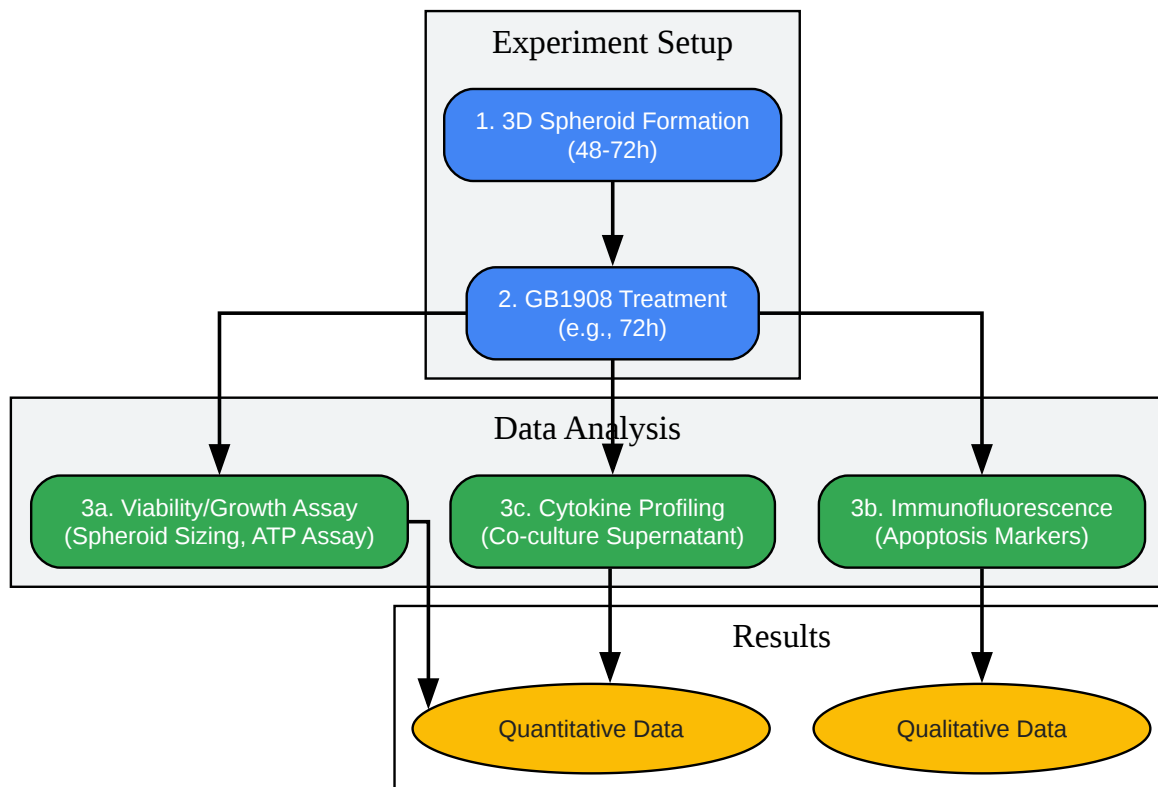 Experiment Setup
1. 3D Spheroid Formation
(48-72h)
2. GB1908 Treatment
(e.g., 72h)
Data Analysis
3a. Viability/Growth Assay
(Spheroid Sizing, ATP Assay)
3c. Cytokine Profiling
(Co-culture Supernatant)
3b. Immunofluorescence
(Apoptosis Markers)
Results
Quantitative Data
Qualitative Data